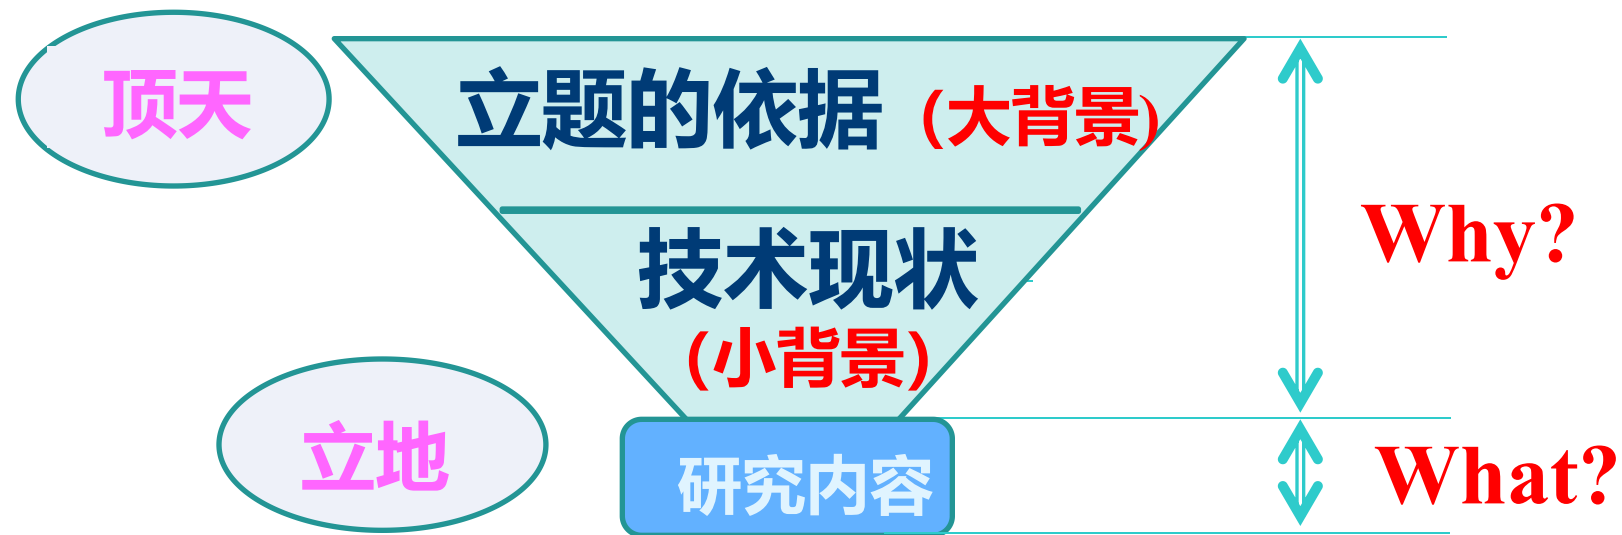 顶天
立题的依据 (大背景)
Why?
技术现状
(小背景)
立地
研究内容
What?